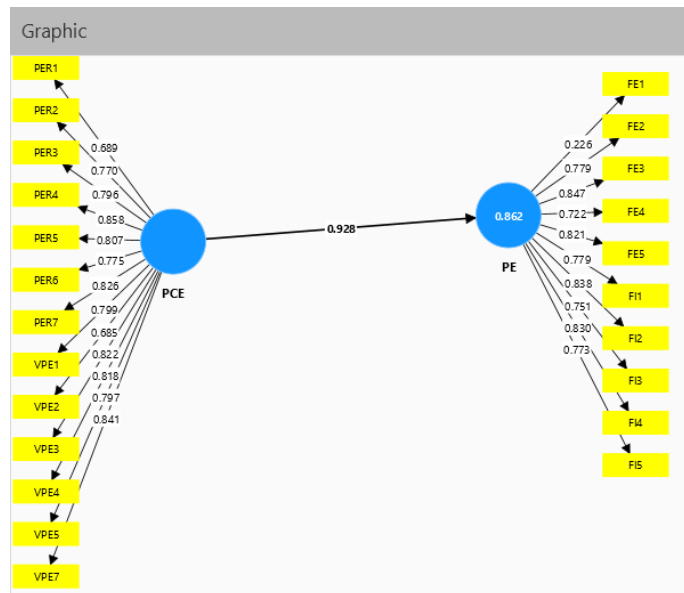 Graphic
PER1
PER2
PER3
PER4
PER5
PER6
PER7
VPE1
VPE2
VPE3
VPE4
VPE5
VPE7
0.689
0.770
0.796
0.858
0.807
0.775
0.826
0.799
0.685
0.822
0.818
0.797
0.841
PCE
0.928
0.862
PE
0.226
0.779
0.847
0.722
0.821
0.779
0.838
0.751
0.830
0.773
FE1
FE2
FE3
FE4
FE5
FI1
FI2
FI3
FI4
FI5